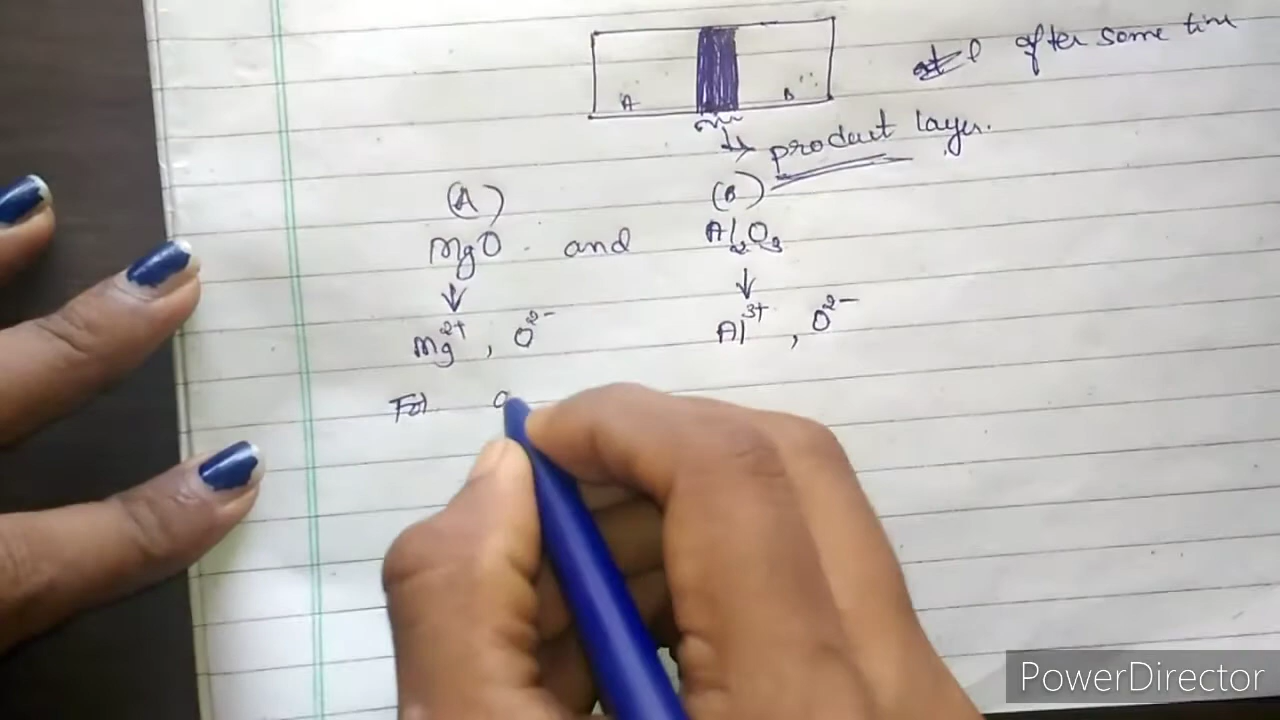 A B after some time
product layer.
(A) (B)
MgO and Al₂O₃
↓ ↓
Mg²⁺, O²⁻ Al³⁺, O²⁻
For
PowerDirector